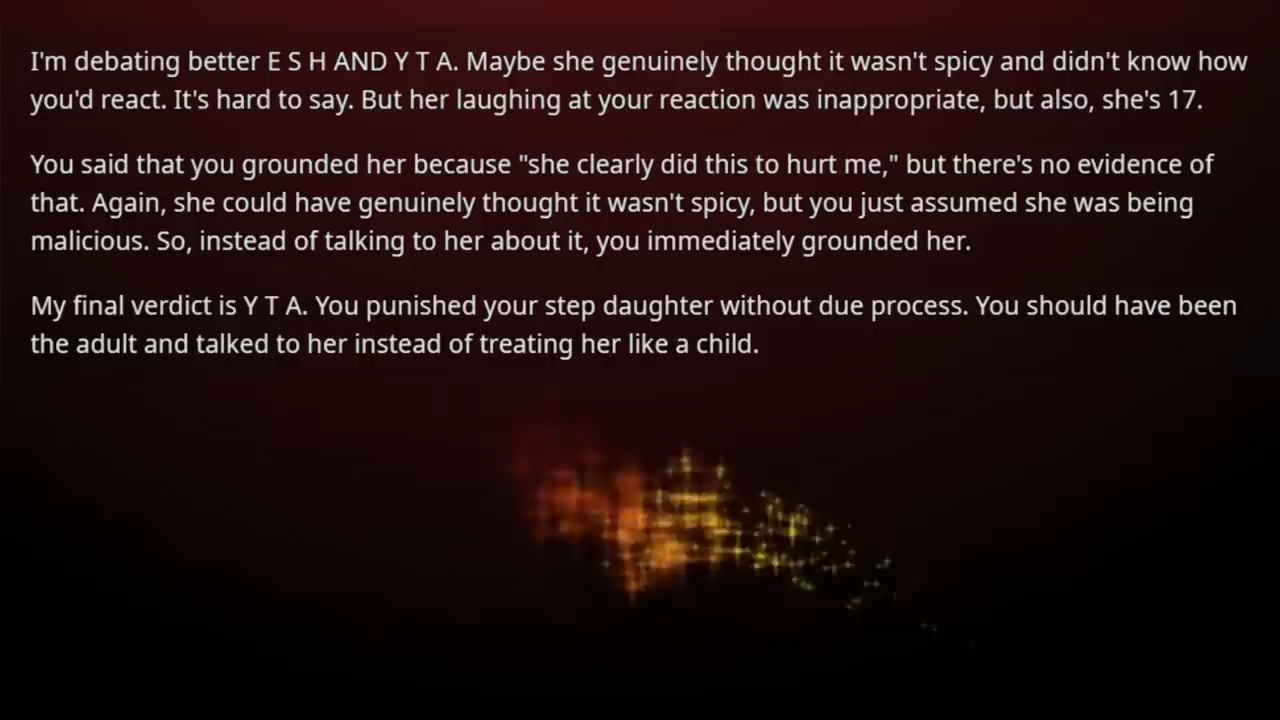 I'm debating better E S H AND Y T A. Maybe she genuinely thought it wasn't spicy and didn't know how
you'd react. It's hard to say. But her laughing at your reaction was inappropriate, but also, she's 17.
You said that you grounded her because "she clearly did this to hurt me," but there's no evidence of
that. Again, she could have genuinely thought it wasn't spicy, but you just assumed she was being
malicious. So, instead of talking to her about it, you immediately grounded her.
My final verdict is Y T A. You punished your step daughter without due process. You should have been
the adult and talked to her instead of treating her like a child.